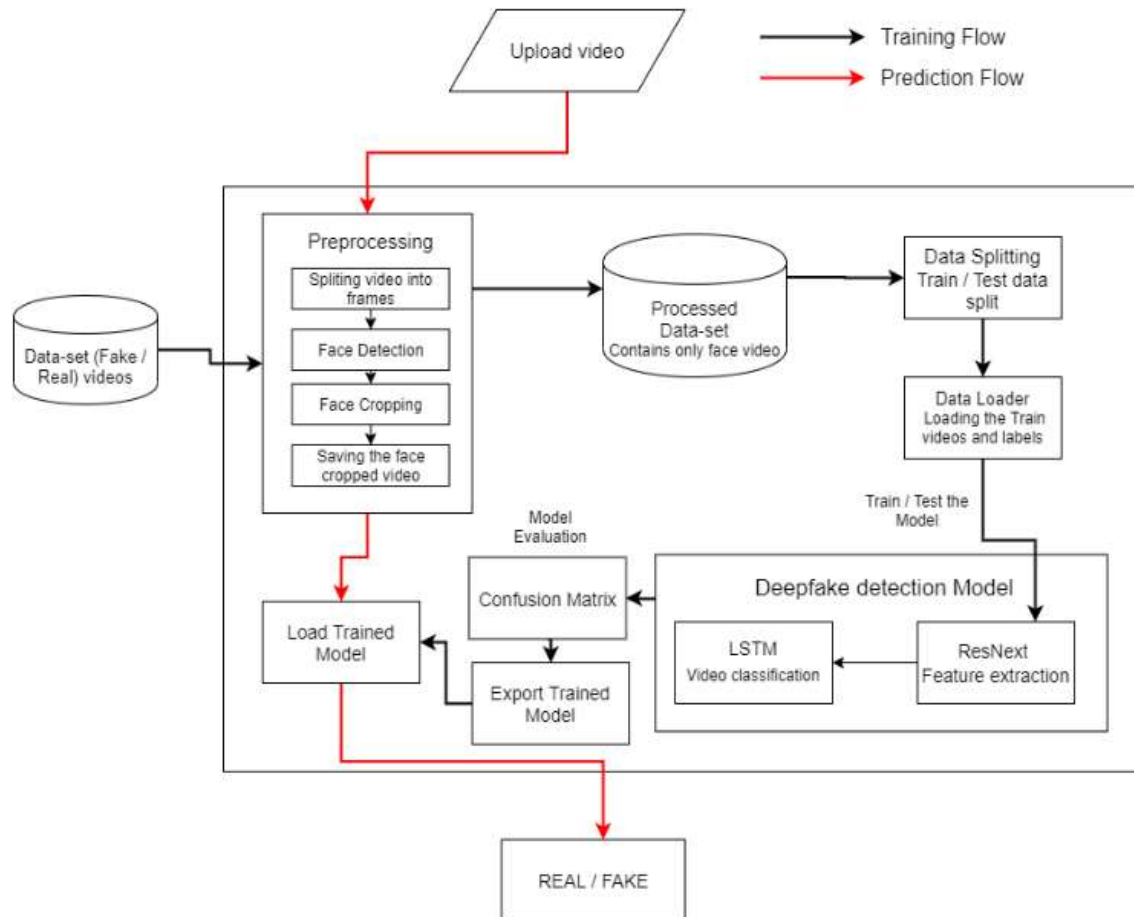 Upload video
Training Flow
Prediction Flow
Preprocessing
Spliting video into
frames
Face Detection
Face Cropping
Saving the face
cropped video
Data-set (Fake /
Real) videos
Processed
Data-set
Contains only face video
Data Splitting
Train / Test data
split
Data Loader
Loading the Train
videos and labels
Train / Test the
Model
Deepfake detection Model
ResNext
Feature extraction
LSTM
Video classification
Model
Evaluation
Confusion Matrix
Export Trained
Model
Load Trained
Model
REAL / FAKE